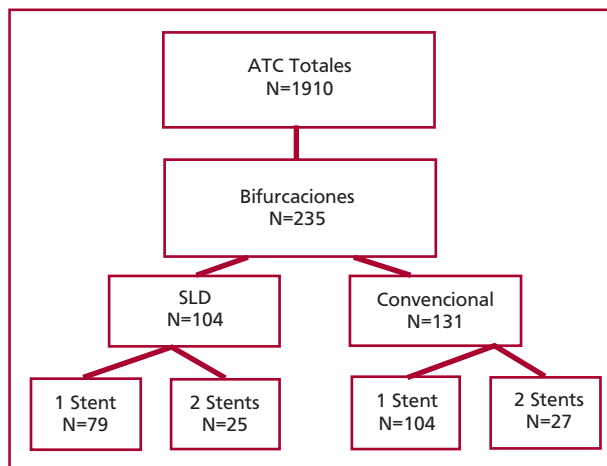 ATC Totales
N=1910
Bifurcaciones
N=235
SLD
N=104
Convencional
N=131
1 Stent
N=79
2 Stents
N=25
1 Stent
N=104
2 Stents
N=27